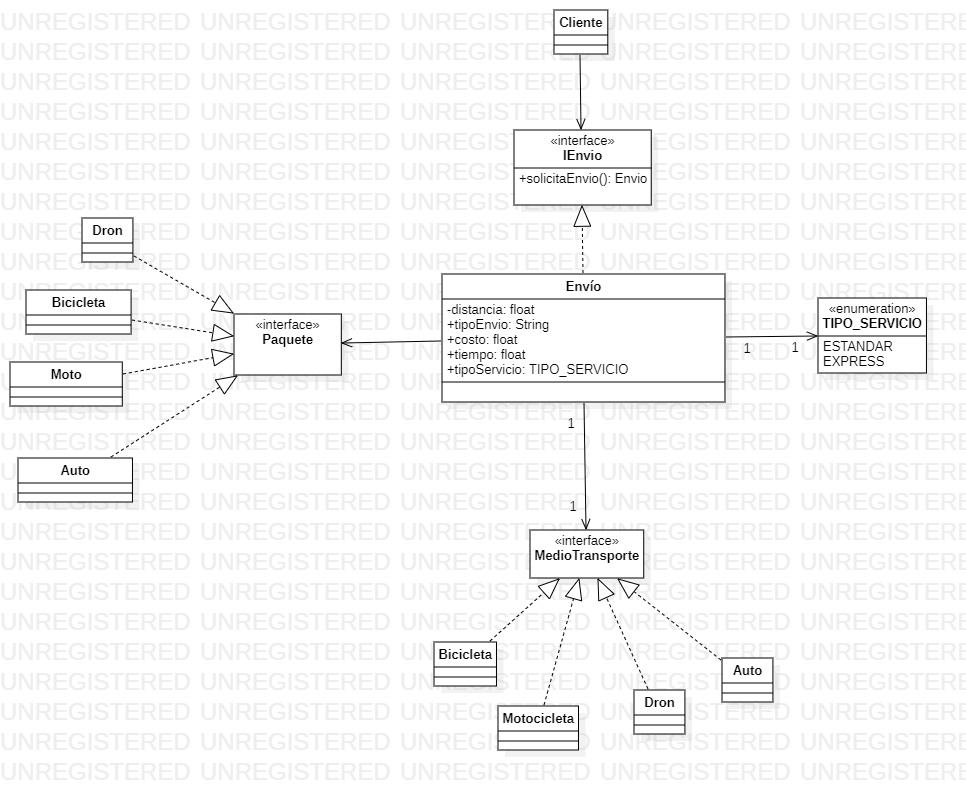 Cliente
«interface»
IEnvio
+solicitaEnvio(): Envio
Dron
Bicicleta
Moto
Auto
«interface»
Paquete
Envío
-distancia: float
+tipoEnvio: String
+costo: float
+tiempo: float
+tipoServicio: TIPO_SERVICIO
1
1
«enumeration»
TIPO_SERVICIO
ESTANDAR
EXPRESS
1
1
«interface»
MedioTransporte
Bicicleta
Motocicleta
Dron
Auto
UNREGISTERED